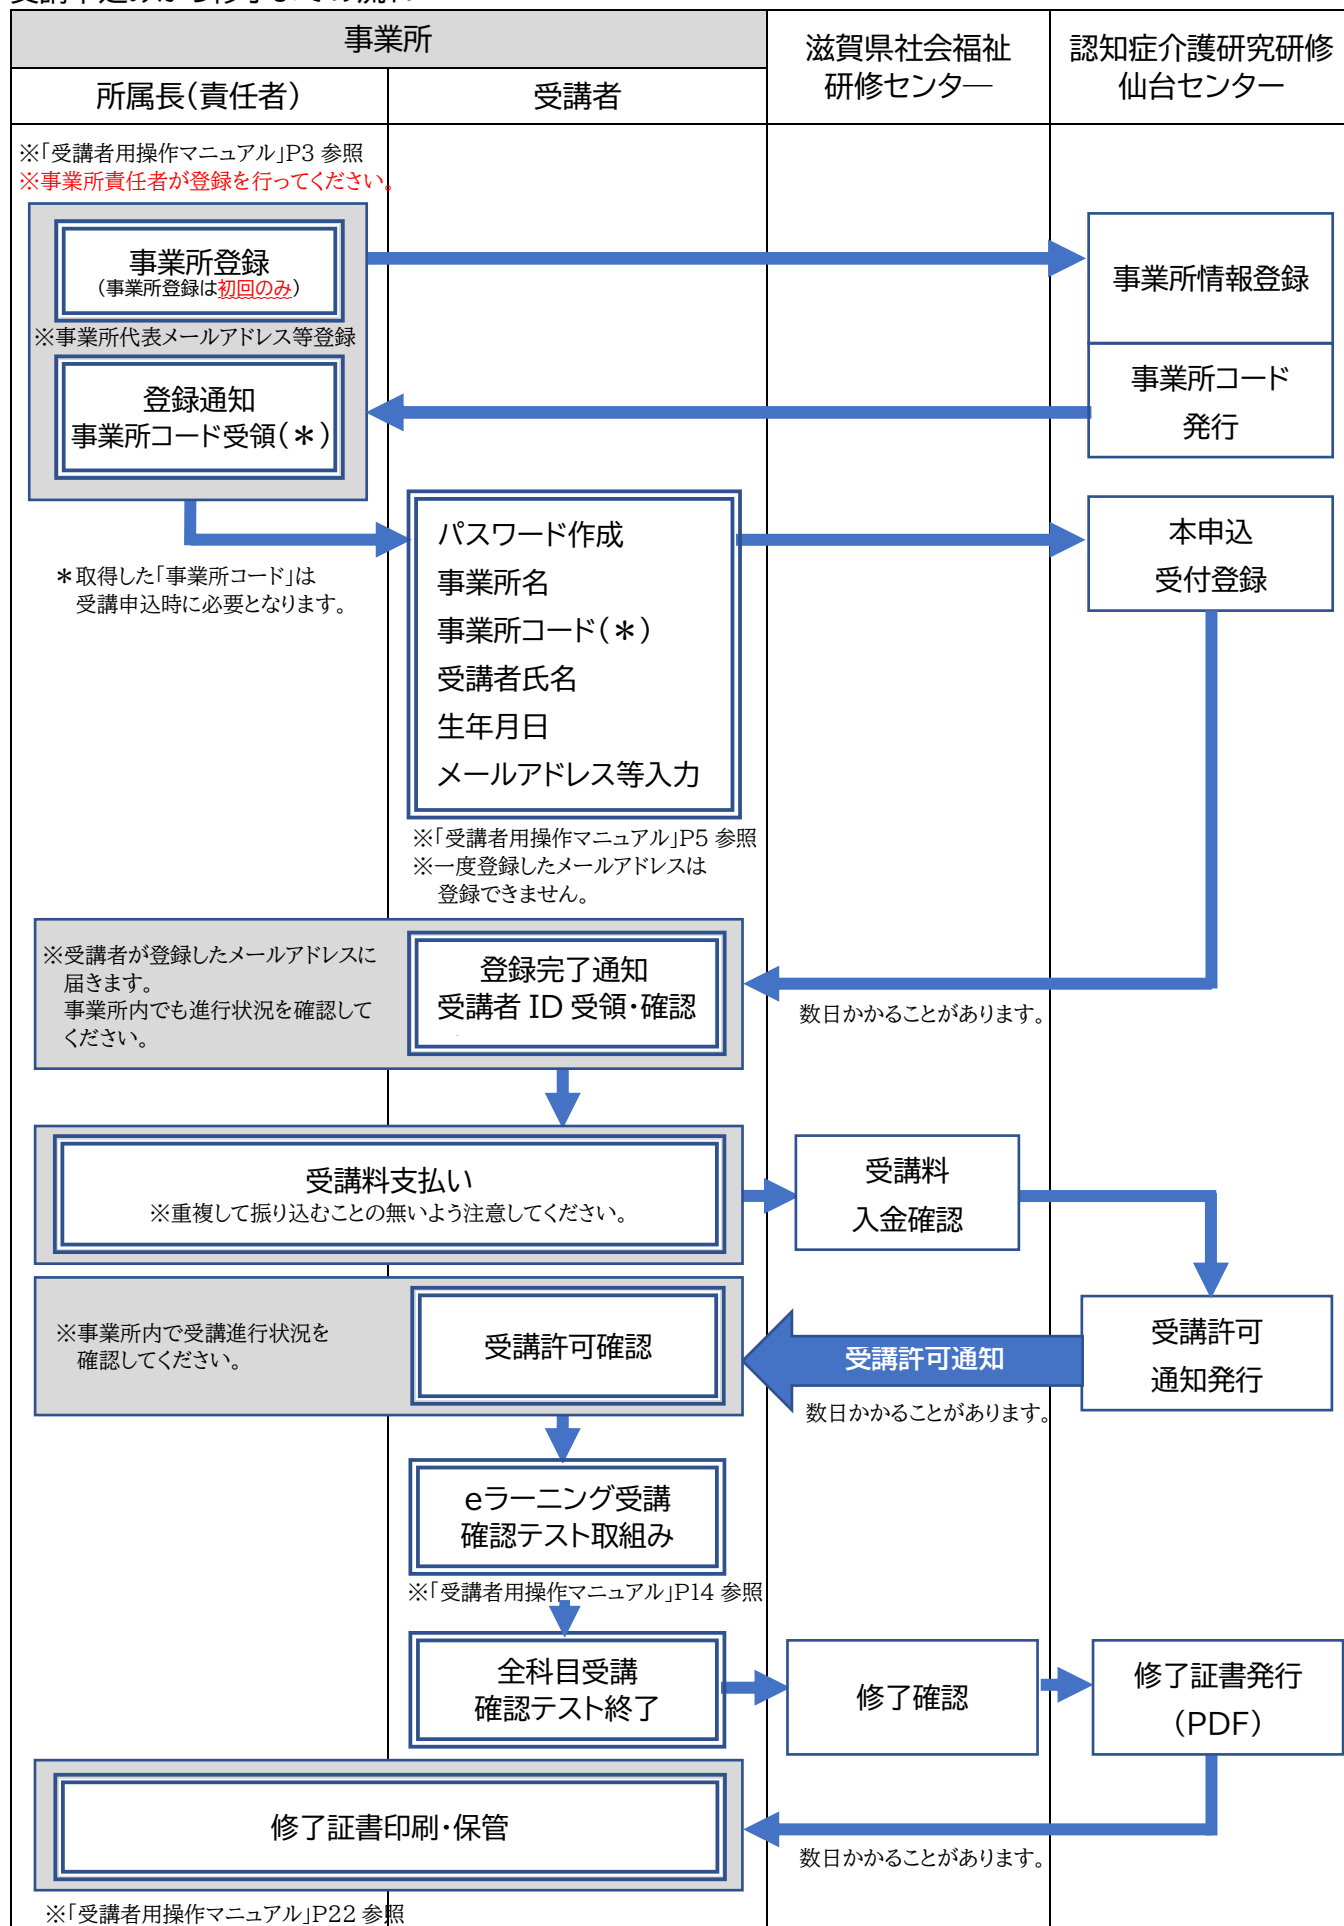 受講申込みから修了までの流れ
事業所
所属長(責任者)
受講者
滋賀県社会福祉
研修センター
認知症介護研究研修
仙台センター
※「受講者用操作マニュアル」P3 参照
※事業所責任者が登録を行ってください。
事業所登録
(事業所登録は初回のみ)
※事業所代表メールアドレス等登録
登録通知
事業所コード受領(＊)
事業所情報登録
事業所コード
発行
＊取得した「事業所コード」は
受講申込時に必要となります。
パスワード作成
事業所名
事業所コード(＊)
受講者氏名
生年月日
メールアドレス等入力
本申込
受付登録
※「受講者用操作マニュアル」P5 参照
※一度登録したメールアドレスは
登録できません。
※受講者が登録したメールアドレスに
届きます。
事業所内でも進行状況を確認して
ください。
登録完了通知
受講者 ID 受領・確認
数日かかることがあります。
受講料支払い
※重複して振り込むことの無いよう注意してください。
受講料
入金確認
※事業所内で受講進行状況を
確認してください。
受講許可確認
受講許可通知
受講許可
通知発行
数日かかることがあります。
eラーニング受講
確認テスト取組み
※「受講者用操作マニュアル」P14 参照
全科目受講
確認テスト終了
修了確認
修了証書発行
(PDF)
修了証書印刷・保管
数日かかることがあります。
※「受講者用操作マニュアル」P22 参照